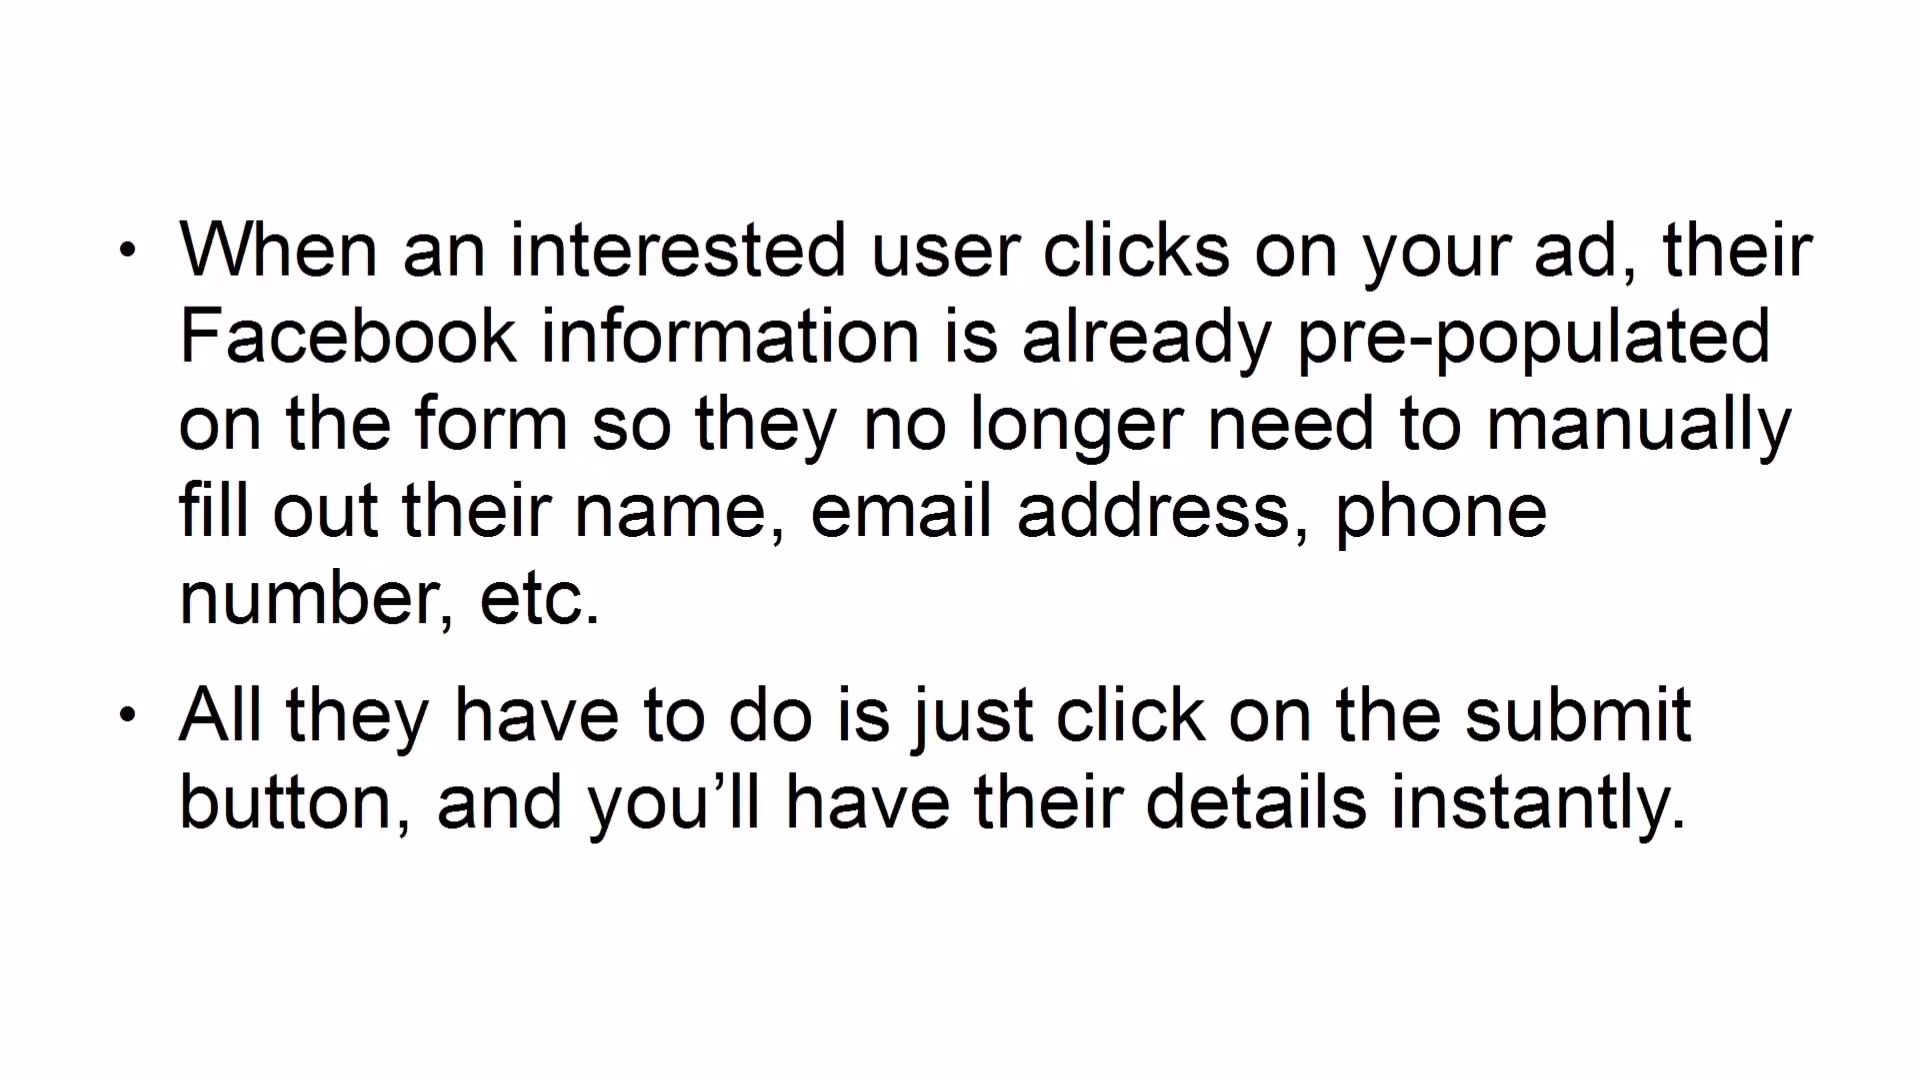 • When an interested user clicks on your ad, their
Facebook information is already pre-populated
on the form so they no longer need to manually
fill out their name, email address, phone
number, etc.
• All they have to do is just click on the submit
button, and you’ll have their details instantly.